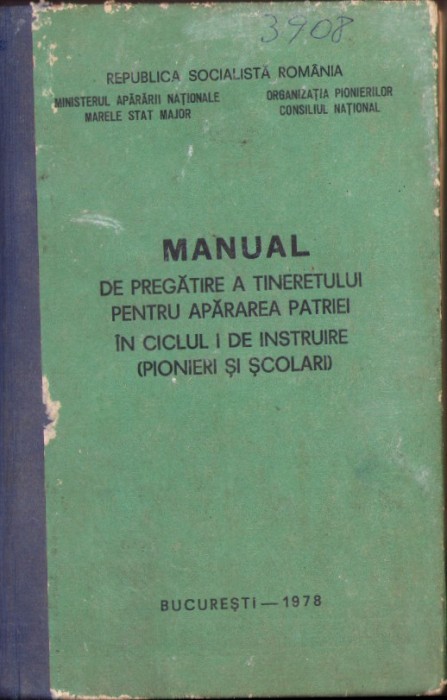 3908
REPUBLICA SOCIALISTĂ ROMÂNIA
MINISTERUL APĂRĂRII NAȚIONALE
MARELE STAT MAJOR
ORGANIZAȚIA PIONIERILOR
CONSILIUL NAȚIONAL
MANUAL
DE PREGĂTIRE A TINERETULUI
PENTRU APĂRAREA PATRIEI
ÎN CICLUL I DE INSTRUIRE
(PIONIERI ȘI ȘCOLARI)
BUCUREȘTI — 1978